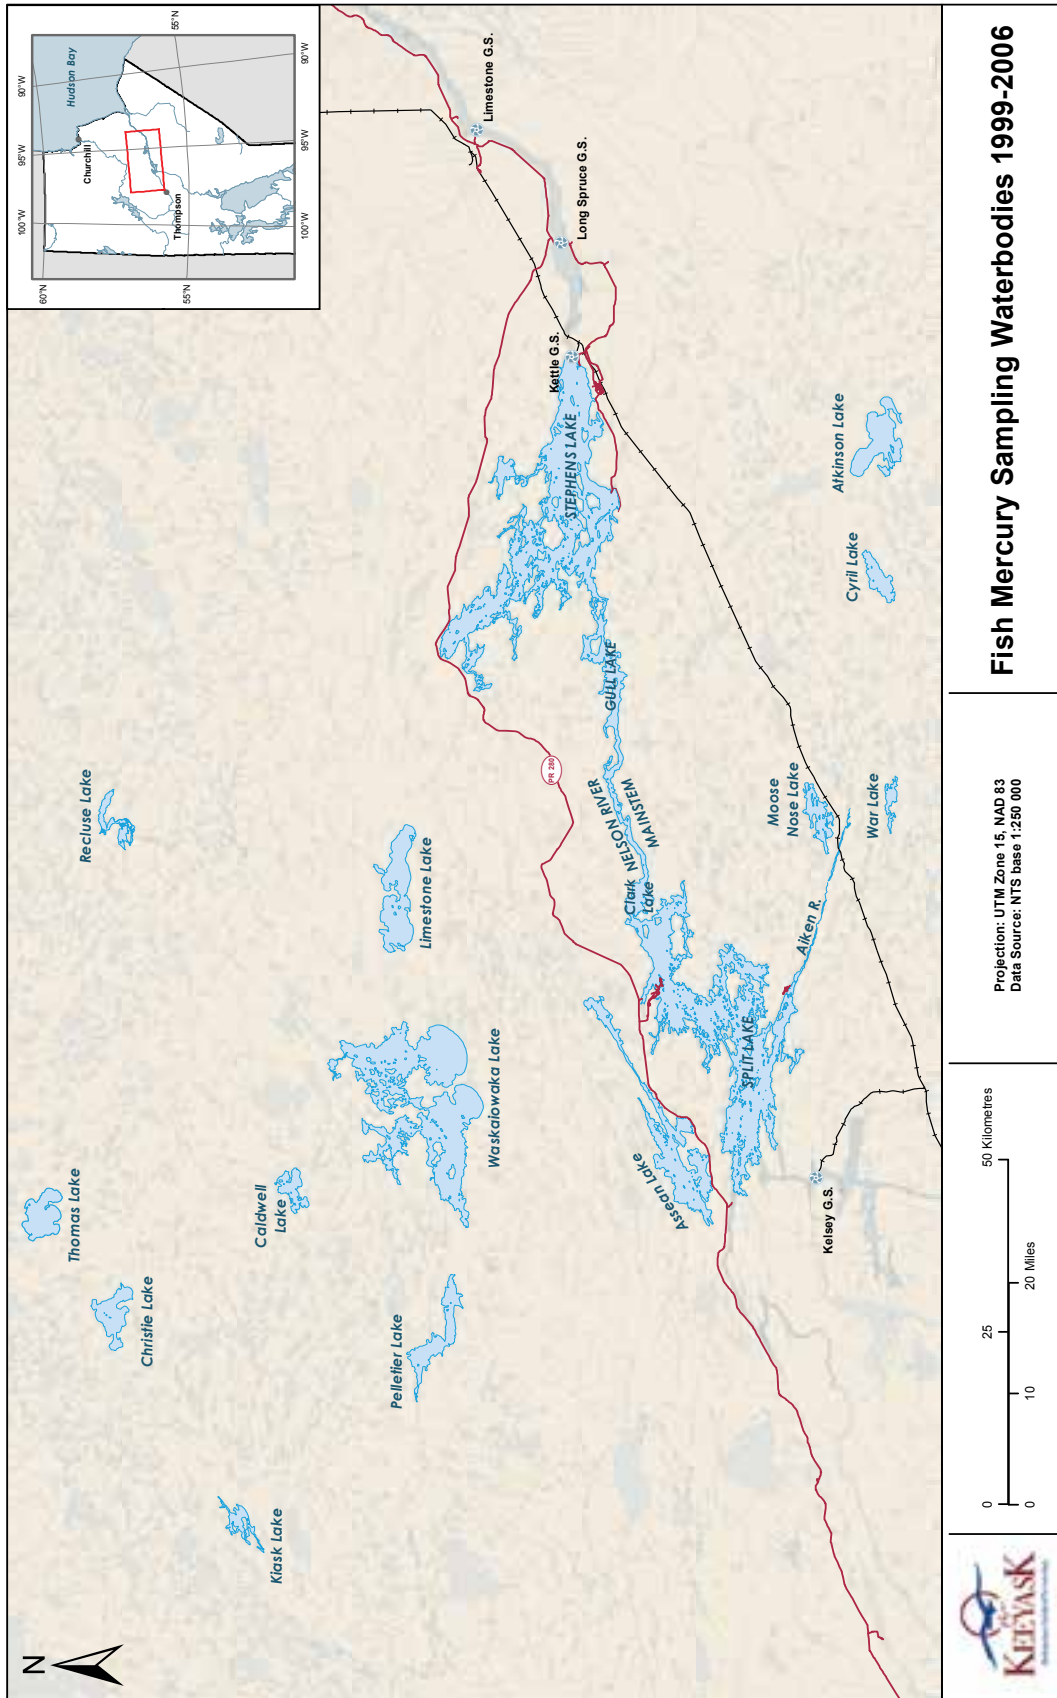 N
60°N
55°N
100°W
95°W
90°W
Hudson Bay
Churchill
Thompson
55°N
100°W
95°W
90°W
Thomas Lake
Christie Lake
Recluse Lake
Kiask Lake
Caldwell
Lake
Pelletier Lake
Waskaiowaka Lake
Limestone Lake
Limestone G.S.
Long Spruce G.S.
Kettle G.S.
STEPHENS LAKE
GULL LAKE
PR 280
NELSON RIVER
MAINSTEM
Clark
Lake
Assean Lake
SPLIT LAKE
Aiken R.
Moose
Nose Lake
War Lake
Cyril Lake
Atkinson Lake
Kelsey G.S.
KEEYASK
0 25 50 Kilometres
0 10 20 Miles
Projection: UTM Zone 15, NAD 83
Data Source: NTS base 1:250 000
Fish Mercury Sampling Waterbodies 1999-2006